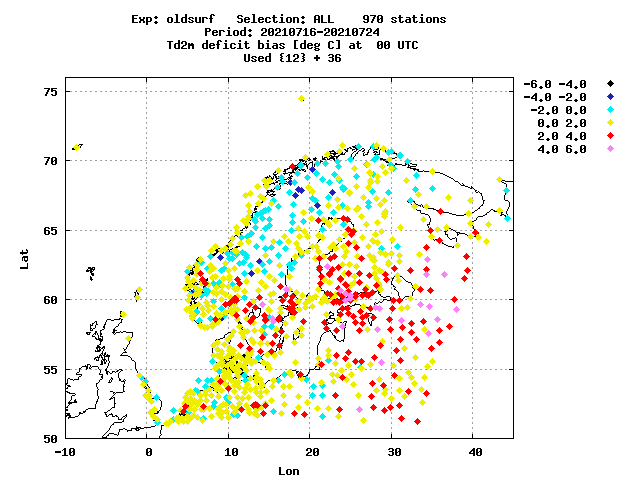 Exp: oldsurf   Selection: ALL    970 stations
Period: 20210716-20210724
Td2m deficit bias [deg C] at  00 UTC
Used {12} + 36
-6.0 -4.0
-4.0 -2.0
-2.0 0.0
0.0 2.0
2.0 4.0
4.0 6.0
75
70
65
60
55
50
Lat
-10 0 10 20 30 40
Lon